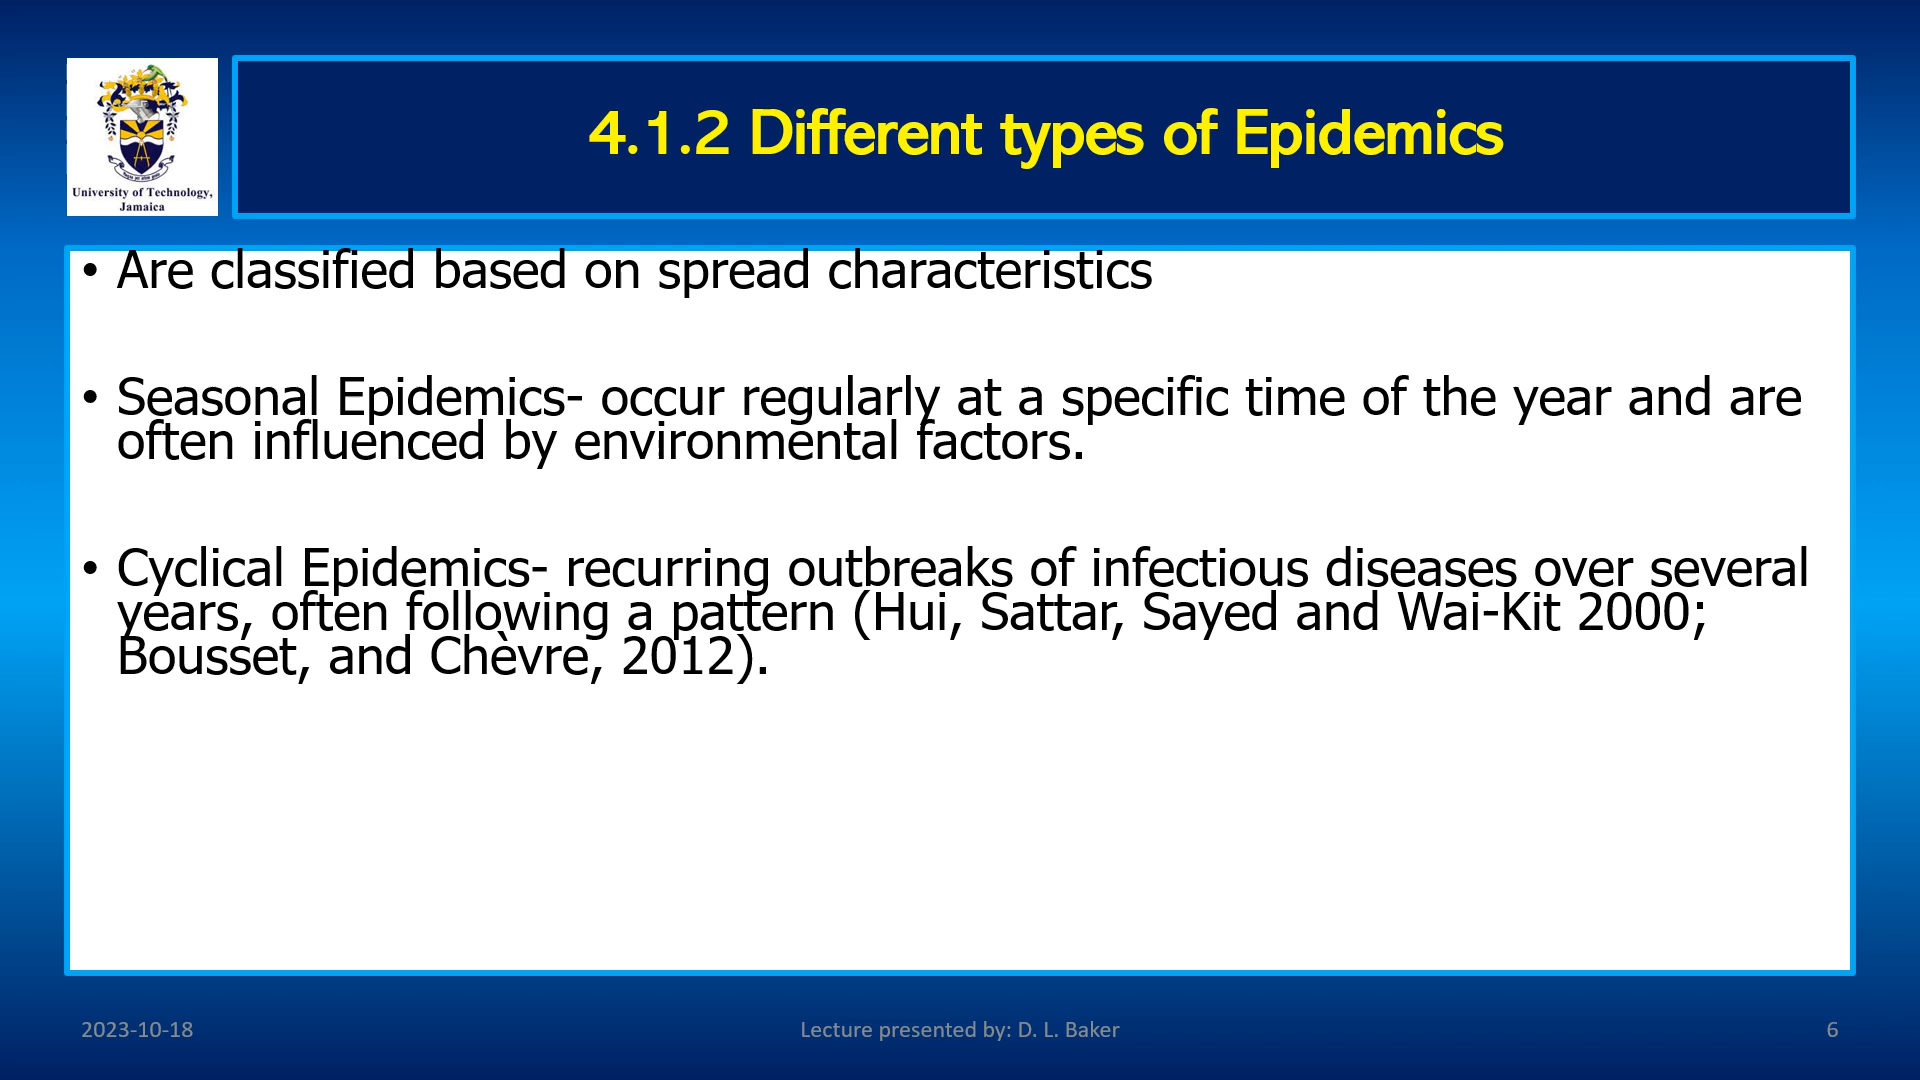 University of Technology,
Jamaica
4.1.2 Different types of Epidemics
• Are classified based on spread characteristics
• Seasonal Epidemics- occur regularly at a specific time of the year and are
often influenced by environmental factors.
• Cyclical Epidemics- recurring outbreaks of infectious diseases over several
years, often following a pattern (Hui, Sattar, Sayed and Wai-Kit 2000;
Bousset, and Chèvre, 2012).
2023-10-18
Lecture presented by: D. L. Baker
6